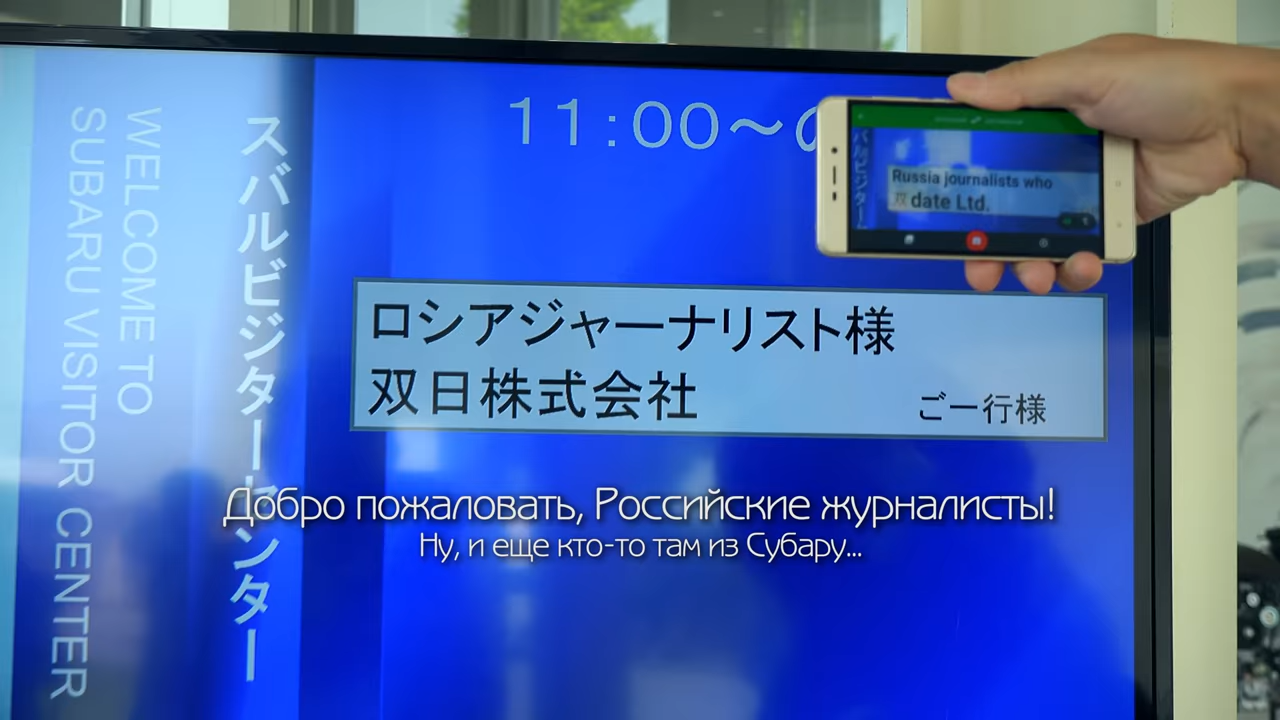 WELCOME TO
SUBARU VISITOR CENTER
スバルビジターセンター
11:00～
Russia journalists who
双 date Ltd.
ロシアジャーナリスト様
双日株式会社
ご一行様
Добро пожаловать, Российские журналисты!
Ну, и еще кто-то там из Субару...